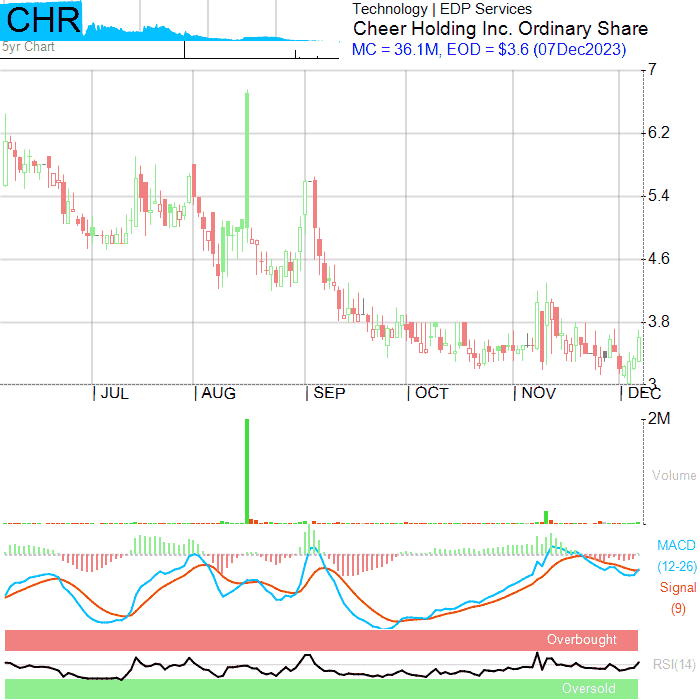 CHR
5yr Chart
Technology | EDP Services
Cheer Holding Inc. Ordinary Share
MC = 36.1M, EOD = $3.6 (07Dec2023)
7
6.2
5.4
4.6
3.8
3
JUL
AUG
SEP
OCT
NOV
DEC
2M
Volume
MACD
(12-26)
Signal
(9)
Overbought
RSI(14)
Oversold